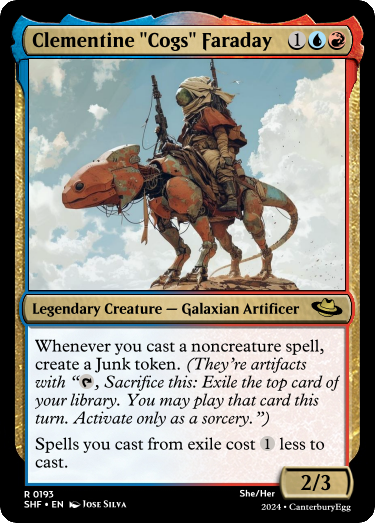 Clementine "Cogs" Faraday 1
Legendary Creature — Galaxian Artificer
Whenever you cast a noncreature spell,
create a Junk token. (They're artifacts
with “, Sacrifice this: Exile the top card of
your library. You may play that card this
turn. Activate only as a sorcery.”)
Spells you cast from exile cost 1 less to
cast.
2/3
R 0193
SHF • EN Jose Silva
She/Her
2024 • CanterburyEgg